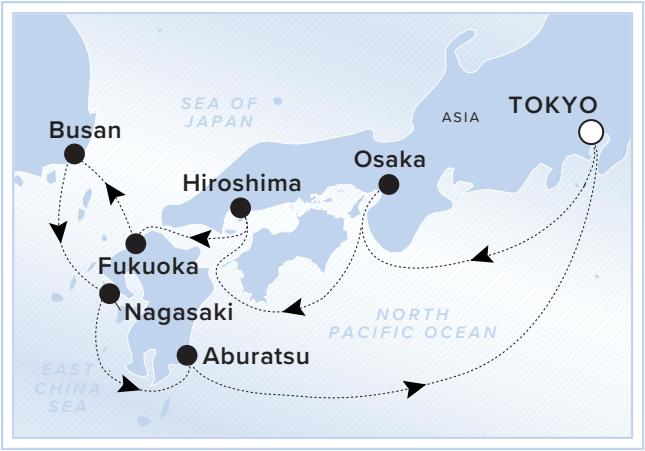 SEA OF
JAPAN
ASIA
TOKYO
Busan
Osaka
Hiroshima
Fukuoka
Nagasaki
NORTH
PACIFIC OCEAN
Aburatsu
EAST
CHINA
SEA